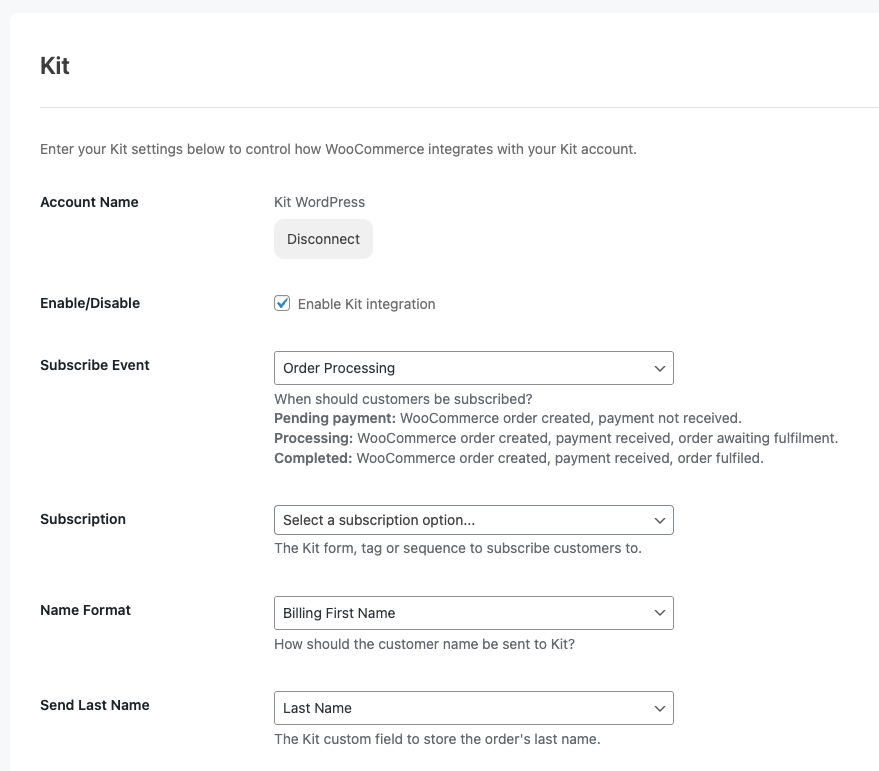 Kit
Enter your Kit settings below to control how WooCommerce integrates with your Kit account.
Account Name
Kit WordPress
Disconnect
Enable/Disable
Enable Kit integration
Subscribe Event
Order Processing
When should customers be subscribed?
Pending payment: WooCommerce order created, payment not received.
Processing: WooCommerce order created, payment received, order awaiting fulfilment.
Completed: WooCommerce order created, payment received, order fulfiled.
Subscription
Select a subscription option...
The Kit form, tag or sequence to subscribe customers to.
Name Format
Billing First Name
How should the customer name be sent to Kit?
Send Last Name
Last Name
The Kit custom field to store the order's last name.